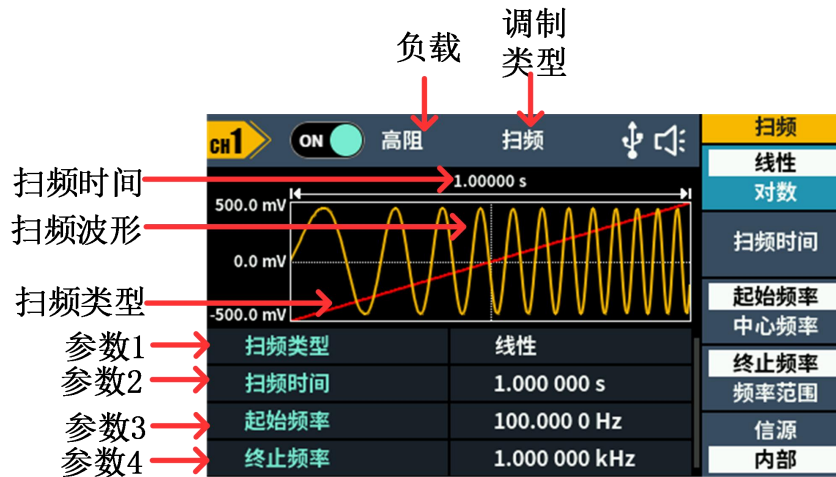 调制
类型
负载
CH1
ON
高阻
扫频
扫频
线性
对数
扫频时间
1.00000 s
500.0 mV
扫频波形
扫频时间
0.0 mV
扫频类型
-500.0 mV
起始频率
中心频率
参数1
扫频类型
线性
终止频率
频率范围
参数2
扫频时间
1.000 000 s
参数3
起始频率
100.000 0 Hz
信源
内部
参数4
终止频率
1.000 000 kHz